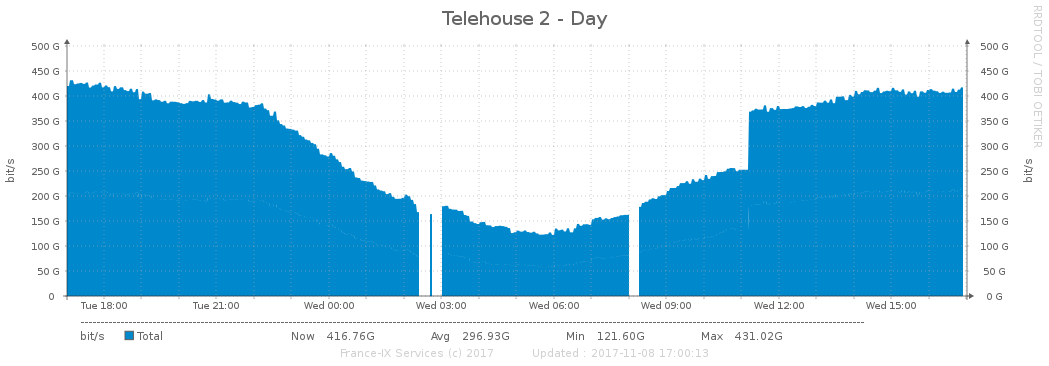 Telehouse 2 - Day
RRDTOOL / TOBI OETIKER
500 G 500 G
450 G 450 G
400 G 400 G
350 G 350 G
300 G 300 G
250 G 250 G
200 G 200 G
150 G 150 G
100 G 100 G
50 G 50 G
0 0 G
bit/s bit/s
Tue 18:00 Tue 21:00 Wed 00:00 Wed 03:00 Wed 06:00 Wed 09:00 Wed 12:00 Wed 15:00
bit/s Total Now 416.76G Avg 296.93G Min 121.60G Max 431.02G
France-IX Services (c) 2017 Updated : 2017-11-08 17:00:13